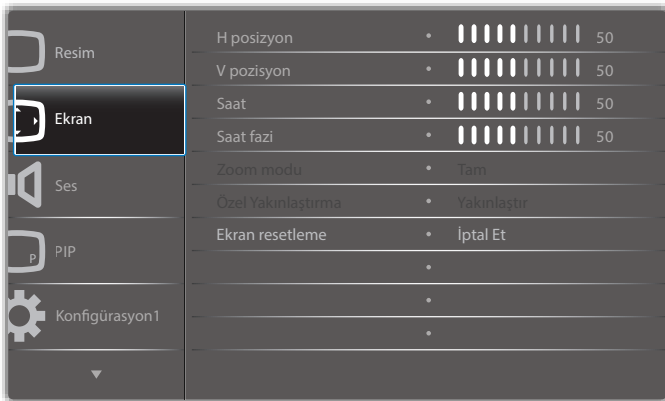 Resim
Ekran
Ses
P
PIP
Konfigürasyon1
H posizyon • 50
V pozisyon • 50
Saat • 50
Saat fazi • 50
Zoom modu • Tam
Özel Yakınlaştırma • Yakınlaştır
Ekran resetleme • İptal Et
•
•
•